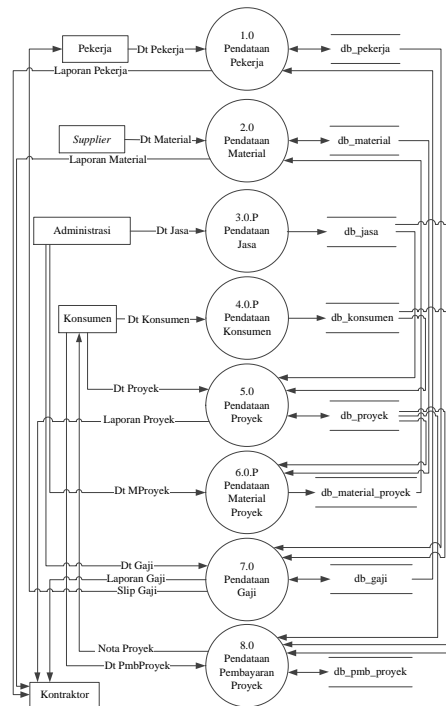 1.0
Pendataan
Pekerja
Pekerja
Dt Pekerja
db_pekerja
Laporan Pekerja
2.0
Pendataan
Material
Supplier
Dt Material
db_material
Laporan Material
3.0.P
Pendataan
Jasa
Administrasi
Dt Jasa
db_jasa
4.0.P
Pendataan
Konsumen
Konsumen
Dt Konsumen
db_konsumen
5.0
Pendataan
Proyek
Dt Proyek
db_proyek
Laporan Proyek
6.0.P
Pendataan
Material
Proyek
Dt MProyek
db_material_proyek
7.0
Pendataan
Gaji
Dt Gaji
Laporan Gaji
Slip Gaji
db_gaji
8.0
Pendataan
Pembayaran
Proyek
Nota Proyek
Dt PmbProyek
db_pmb_proyek
Kontraktor